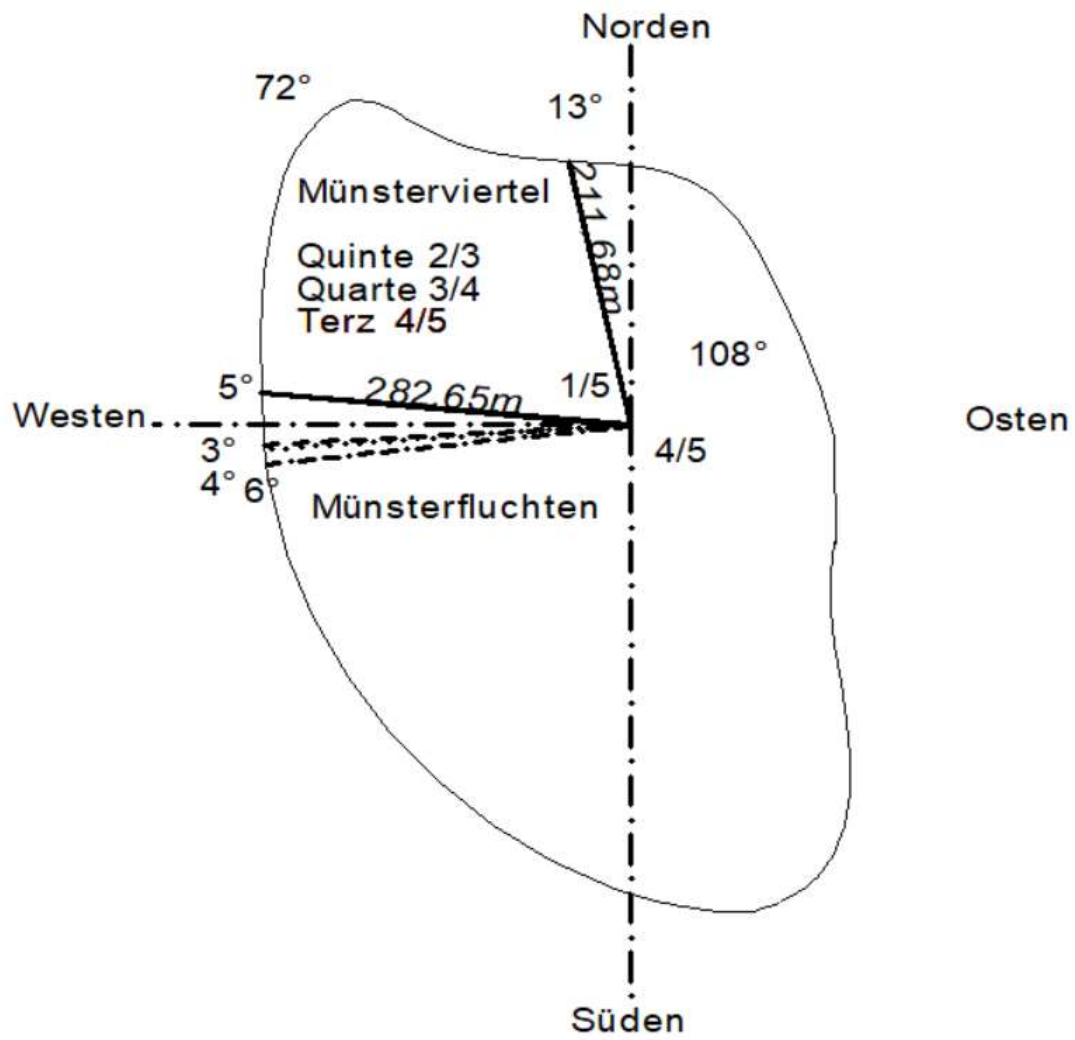 Norden
72°
13°
Münsterviertel
211.68m
Quinte 2/3
Quarte 3/4
Terz 4/5
108°
5°
282.65m
1/5
Westen
Osten
3°
4/5
4° 6°
Münsterfluchten
Süden